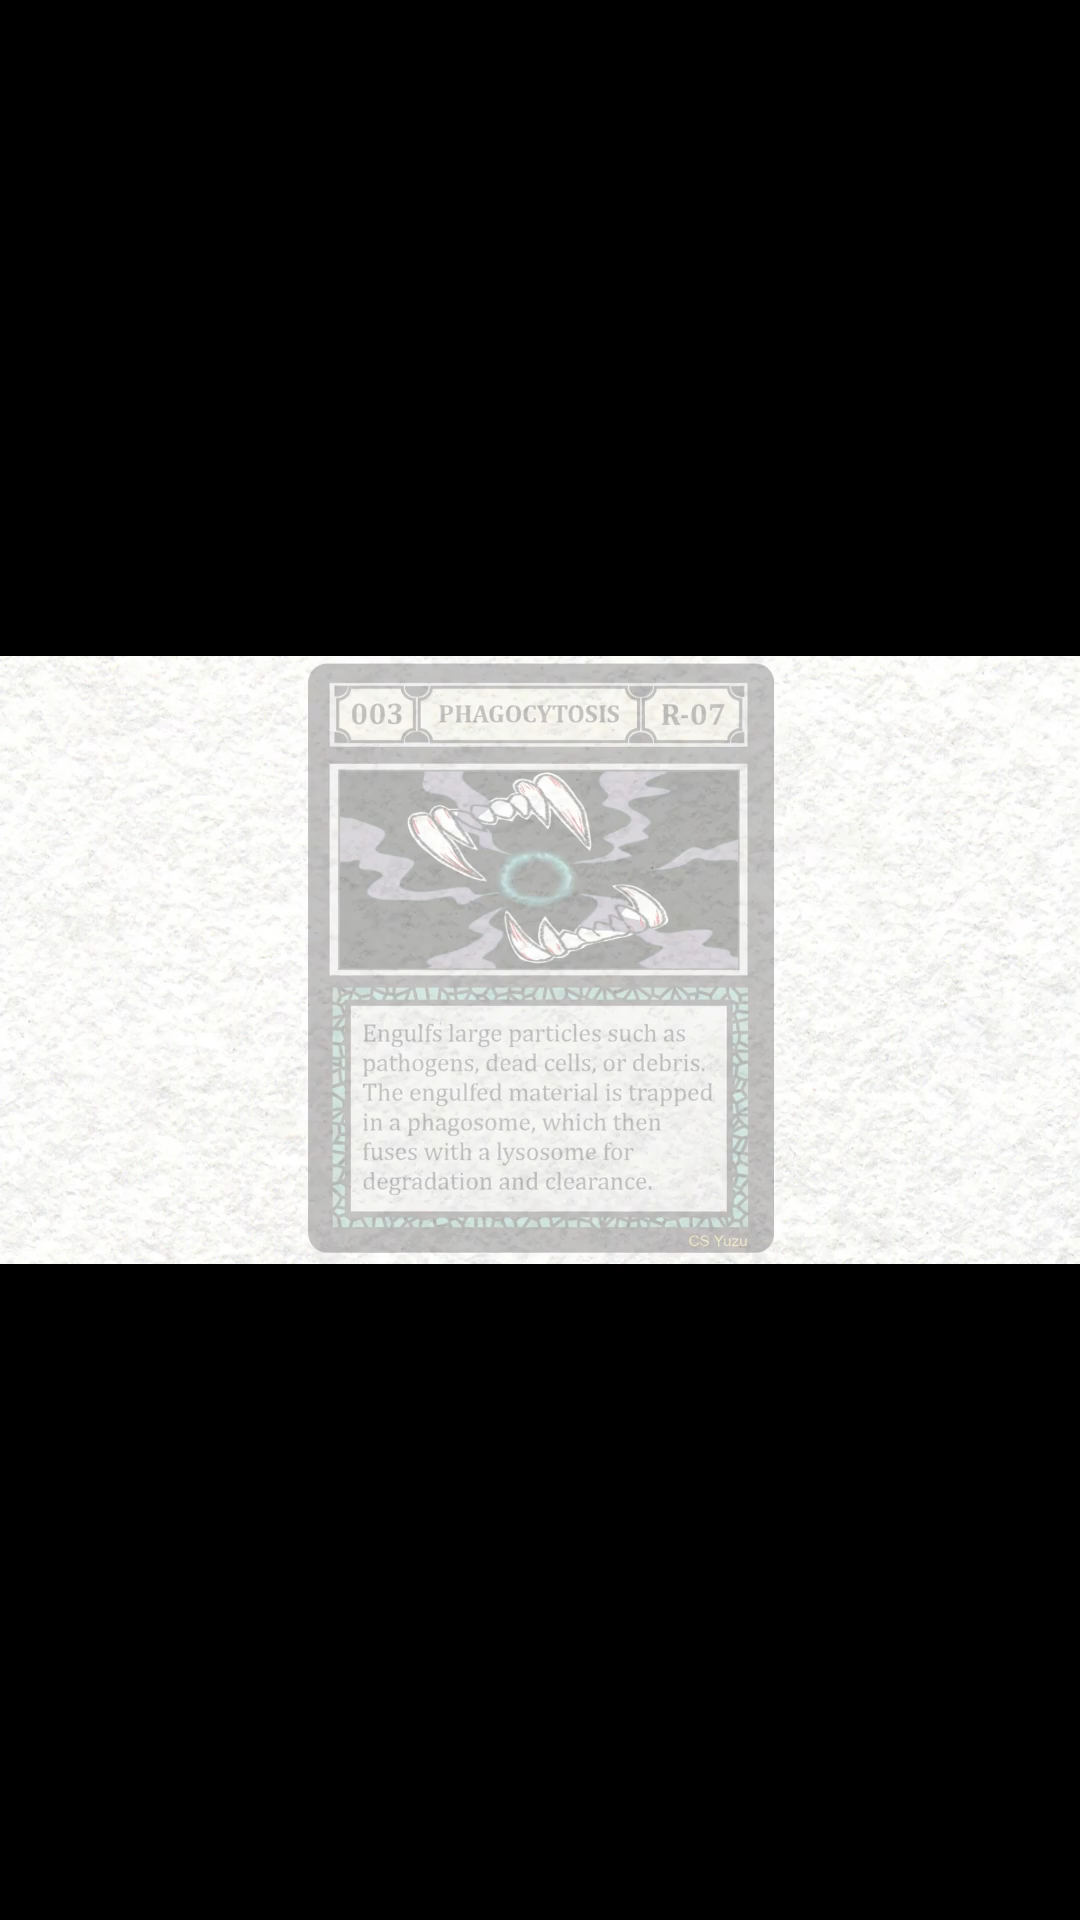 003 PHAGOCYTOSIS R-07
Engulfs large particles such as
pathogens, dead cells, or debris.
The engulfed material is trapped
in a phagosome, which then
fuses with a lysosome for
degradation and clearance.
CS Yuzu